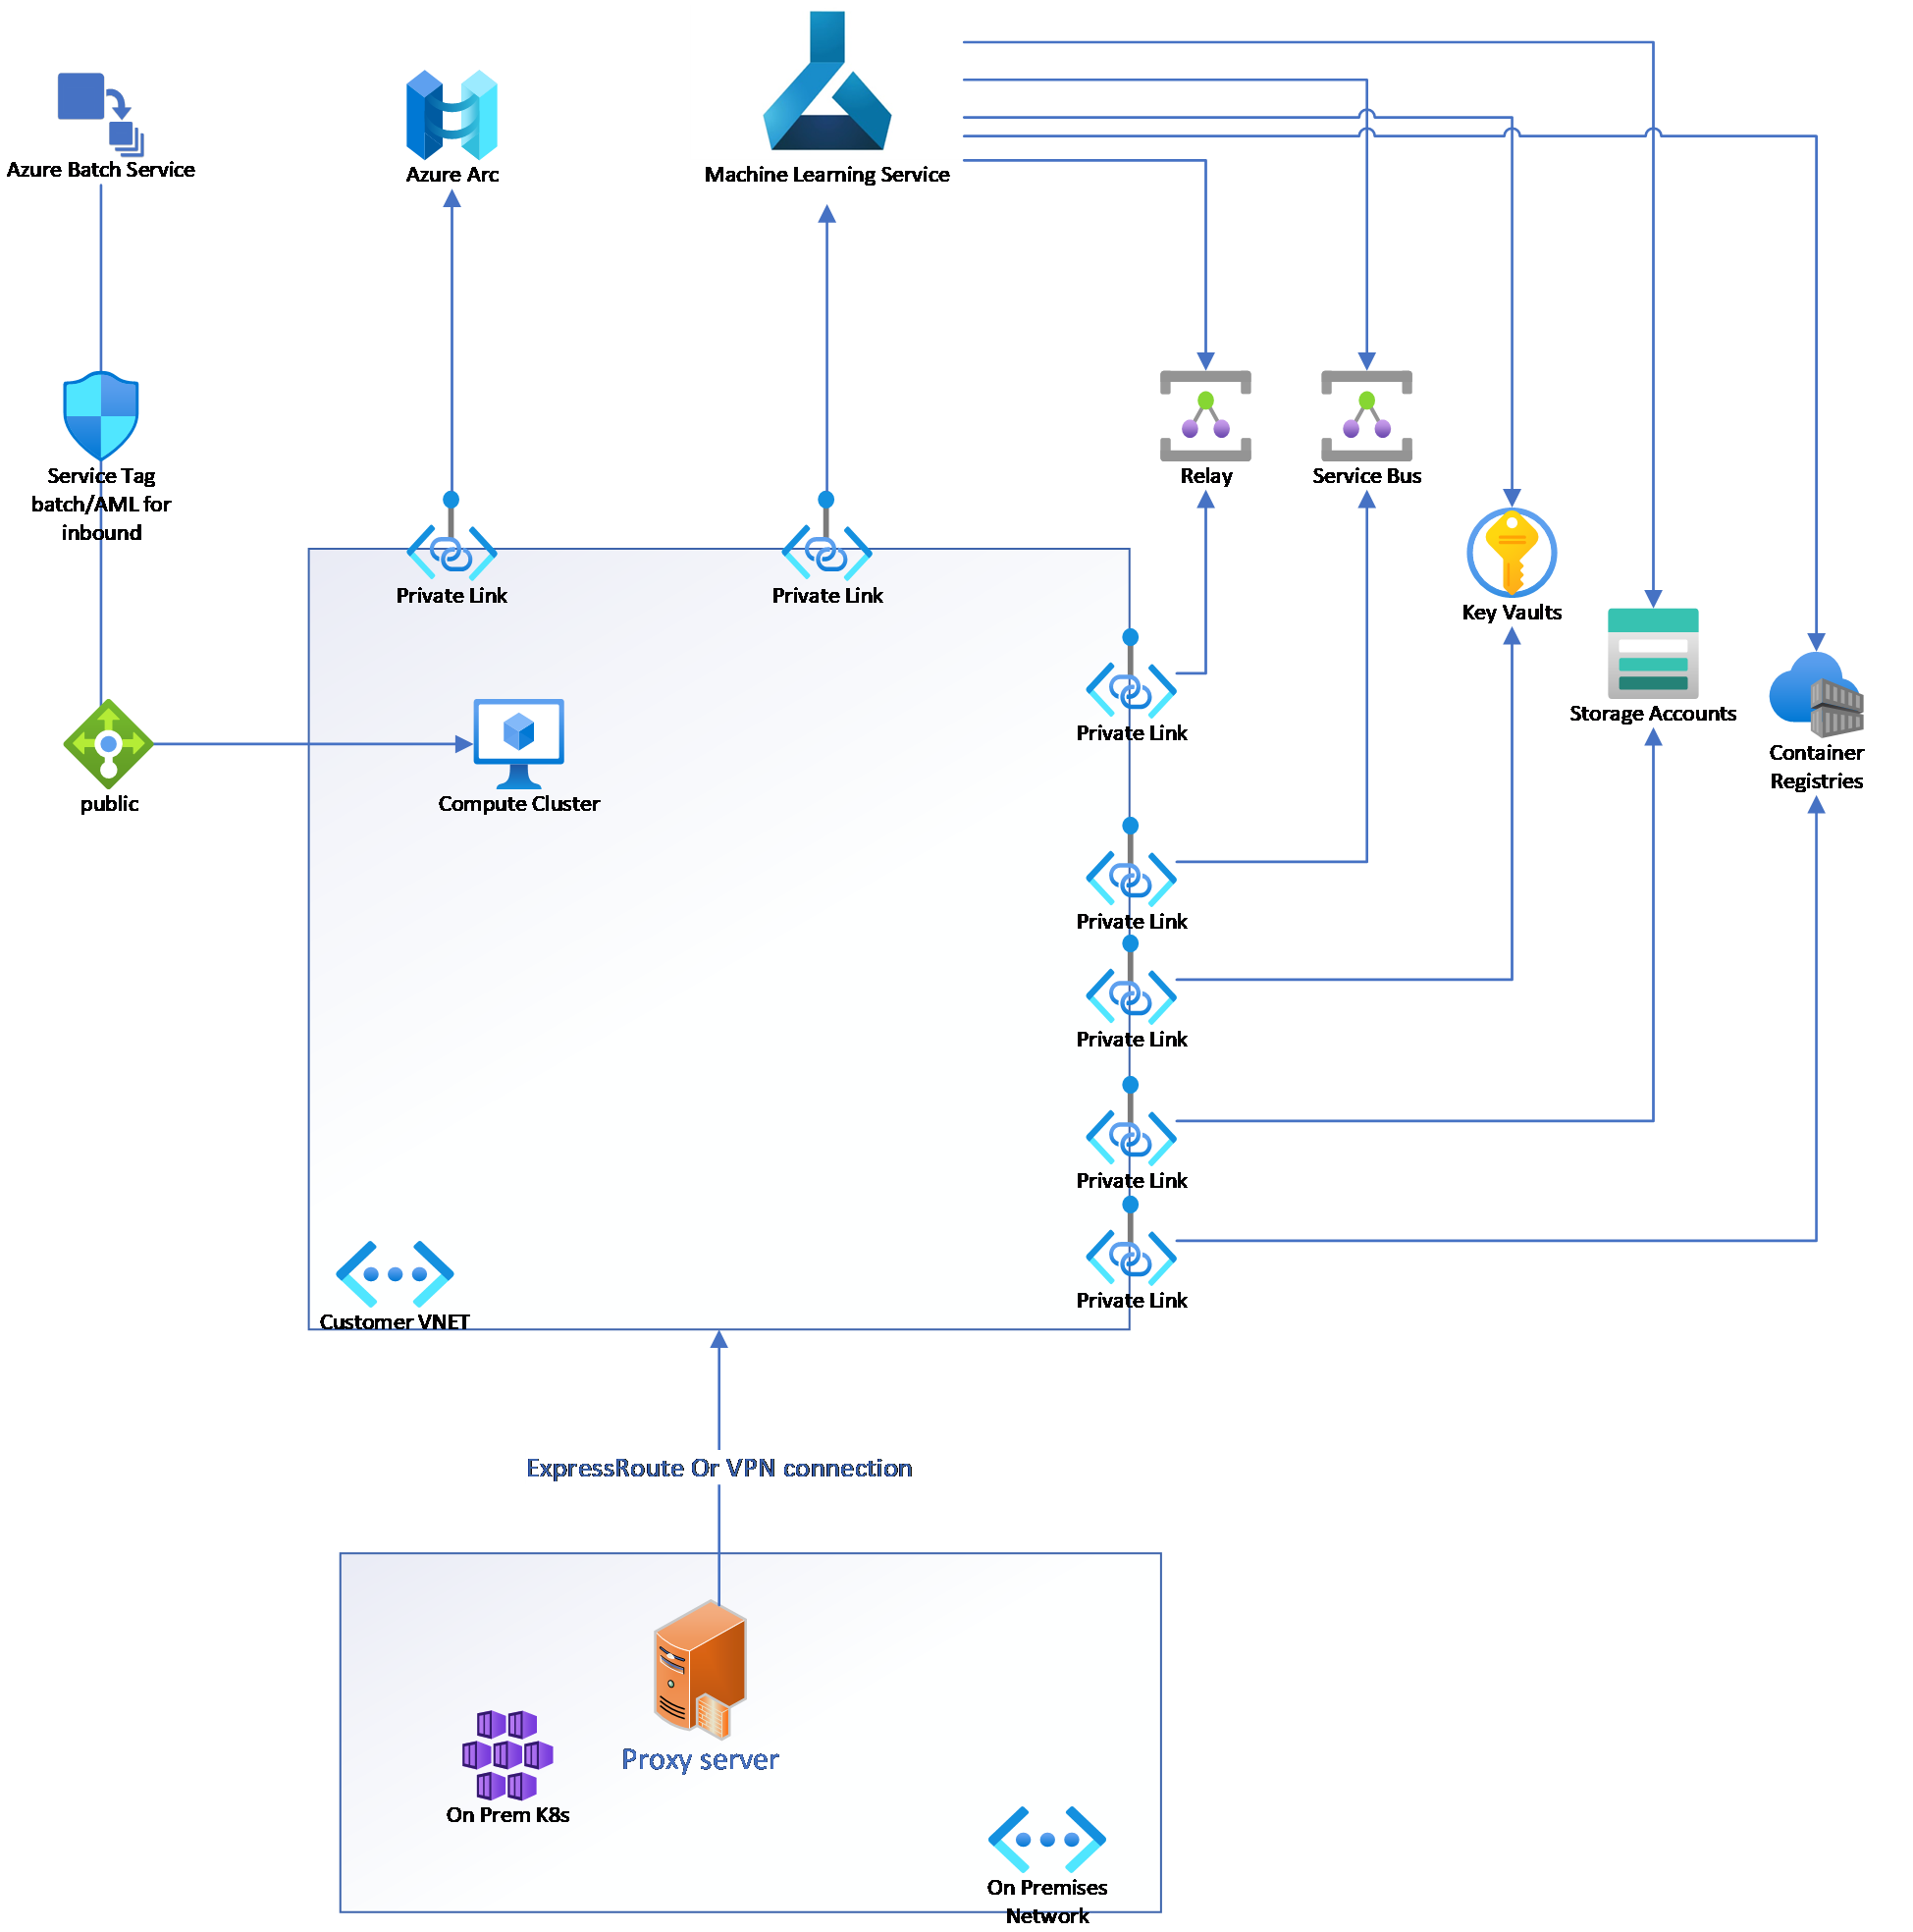 Azure Batch Service
Azure Arc
Machine Learning Service
Service Tag
batch/AML for
inbound
Relay
Service Bus
Private Link
Private Link
Key Vaults
Storage Accounts
Private Link
Container
Registries
public
Compute Cluster
Private Link
Private Link
Private Link
Private Link
Customer VNET
ExpressRoute Or VPN connection
Proxy server
On Prem K8s
On Premises
Network